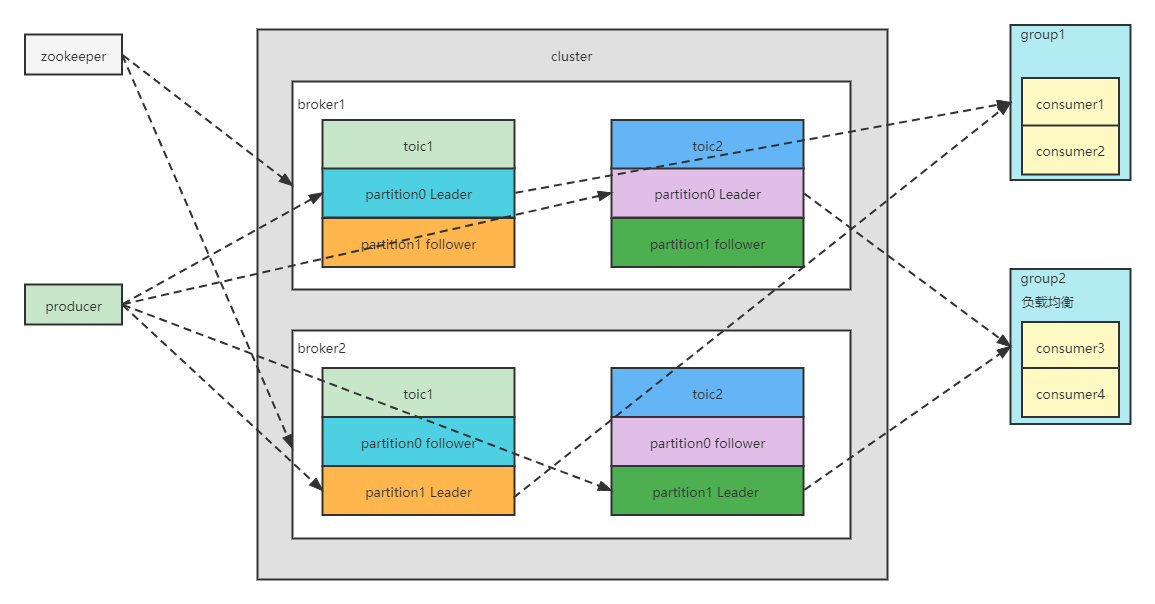 zookeeper
producer
cluster
broker1
toic1
partition0 Leader
partition1 follower
toic2
partition0 Leader
partition1 follower
broker2
toic1
partition0 follower
partition1 Leader
toic2
partition0 follower
partition1 Leader
group1
consumer1
consumer2
group2
负载均衡
consumer3
consumer4